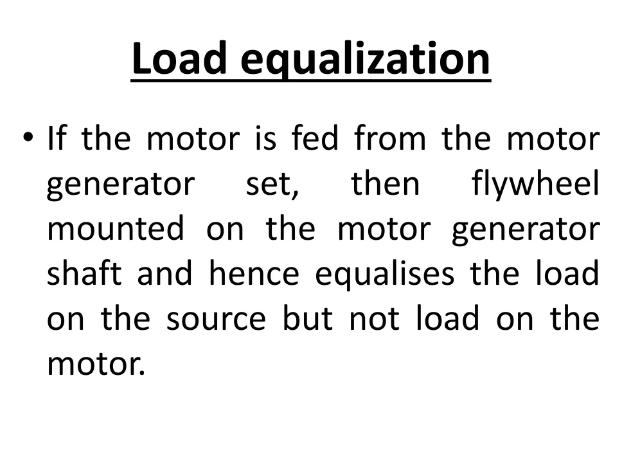 Load equalization
• If the motor is fed from the motor
generator set, then flywheel
mounted on the motor generator
shaft and hence equalises the load
on the source but not load on the
motor.